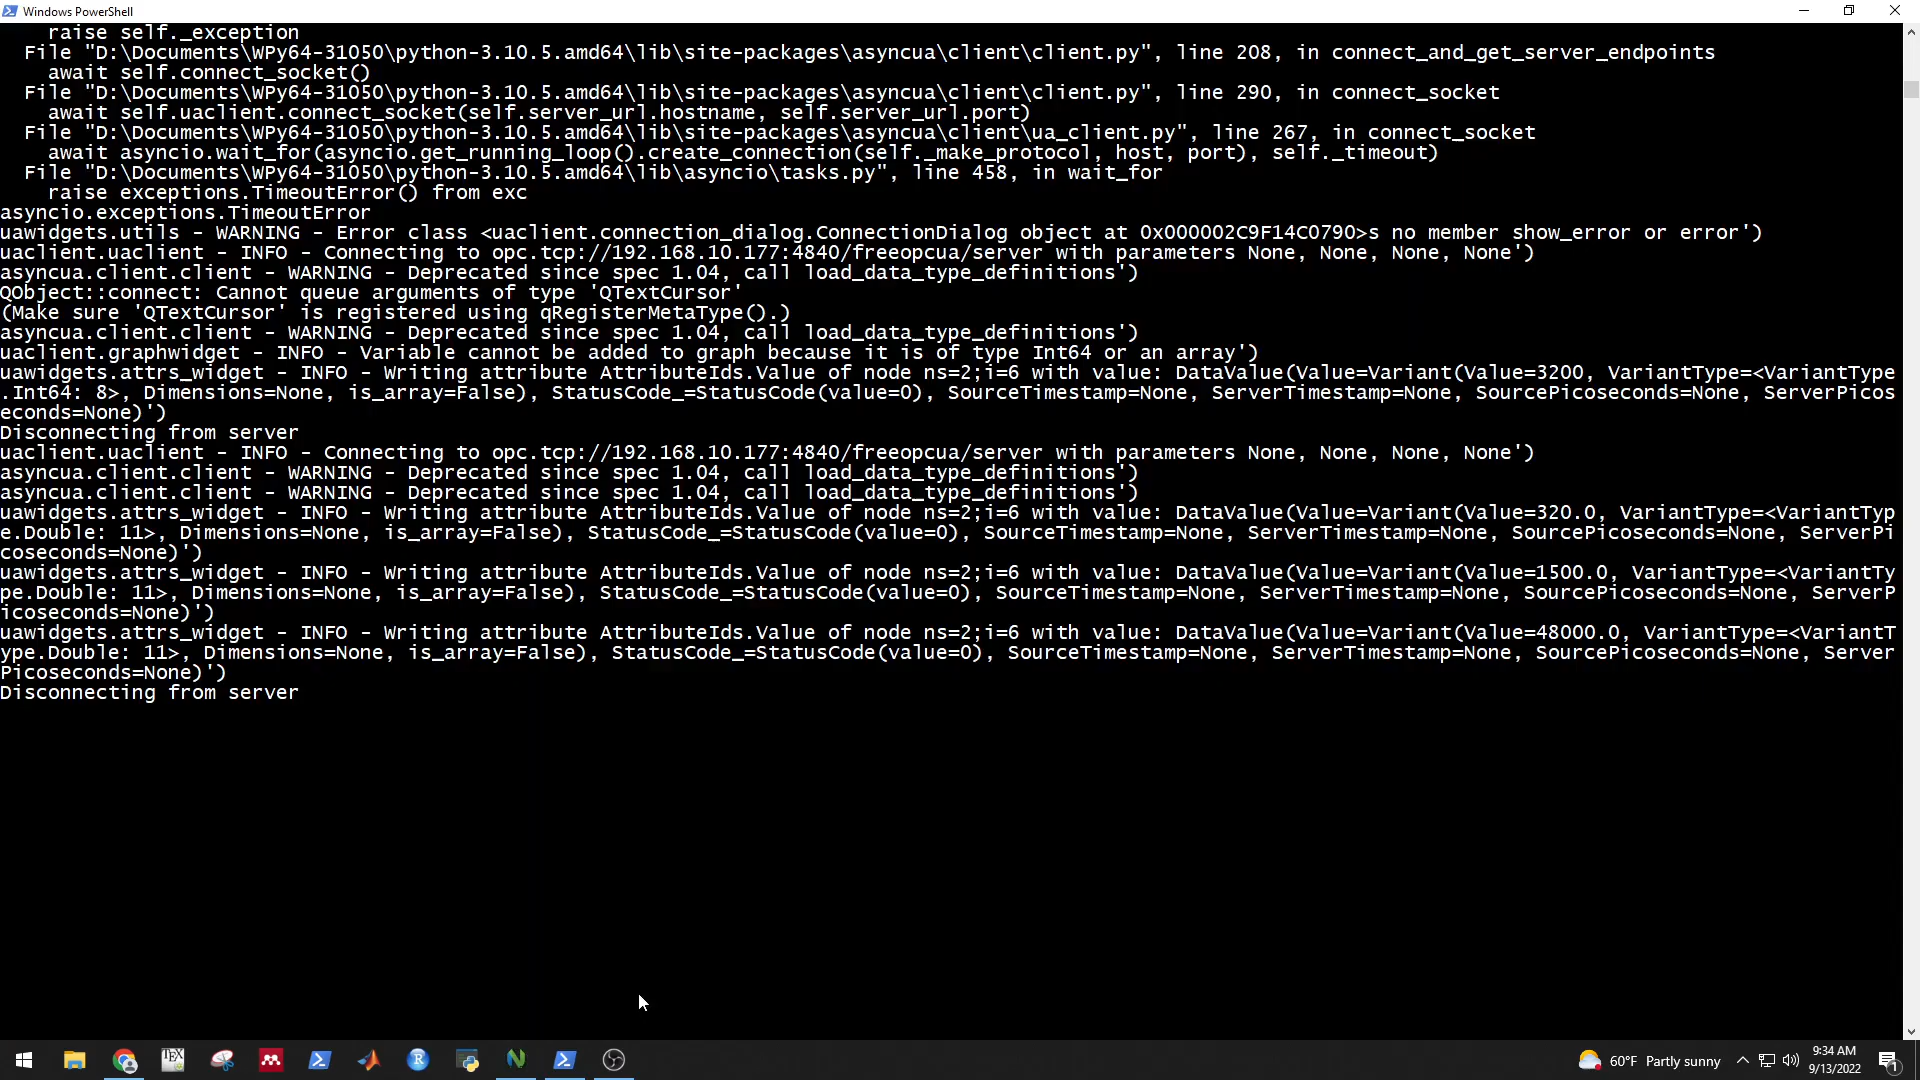 Windows PowerShell
raise self._exception
File "D:\Documents\WPy64-31050\python-3.10.5.amd64\lib\site-packages\asyncua\client\client.py", line 208, in connect_and_get_server_endpoints
await self.connect_socket()
File "D:\Documents\WPy64-31050\python-3.10.5.amd64\lib\site-packages\asyncua\client\client.py", line 290, in connect_socket
await self.uaclient.connect_socket(self.server_url.hostname, self.server_url.port)
File "D:\Documents\WPy64-31050\python-3.10.5.amd64\lib\site-packages\asyncua\client\ua_client.py", line 267, in connect_socket
await asyncio.wait_for(asyncio.get_running_loop().create_connection(self._make_protocol, host, port), self._timeout)
File "D:\Documents\WPy64-31050\python-3.10.5.amd64\lib\asyncio\tasks.py", line 458, in wait_for
raise exceptions.TimeoutError() from exc
asyncio.exceptions.TimeoutError
uawidgets.utils - WARNING - Error class <uaclient.connection_dialog.ConnectionDialog object at 0x000002C9F14C0790>s no member show_error or error')
uaclient.uaclient - INFO - Connecting to opc.tcp://192.168.10.177:4840/freeopcua/server with parameters None, None, None, None')
asyncua.client.client - WARNING - Deprecated since spec 1.04, call load_data_type_definitions')
QObject::connect: Cannot queue arguments of type 'QTextCursor'
(Make sure 'QTextCursor' is registered using qRegisterMetaType().)
asyncua.client.client - WARNING - Deprecated since spec 1.04, call load_data_type_definitions')
uaclient.graphwidget - INFO - Variable cannot be added to graph because it is of type Int64 or an array')
uawidgets.attrs_widget - INFO - Writing attribute AttributeIds.Value of node ns=2;i=6 with value: DataValue(Value=Variant(Value=3200, VariantType=<VariantType
.Int64: 8>, Dimensions=None, is_array=False), StatusCode_=StatusCode(value=0), SourceTimestamp=None, ServerTimestamp=None, SourcePicoseconds=None, ServerPicos
econds=None)')
Disconnecting from server
uaclient.uaclient - INFO - Connecting to opc.tcp://192.168.10.177:4840/freeopcua/server with parameters None, None, None, None')
asyncua.client.client - WARNING - Deprecated since spec 1.04, call load_data_type_definitions')
asyncua.client.client - WARNING - Deprecated since spec 1.04, call load_data_type_definitions')
uawidgets.attrs_widget - INFO - Writing attribute AttributeIds.Value of node ns=2;i=6 with value: DataValue(Value=Variant(Value=320.0, VariantType=<VariantTyp
e.Double: 11>, Dimensions=None, is_array=False), StatusCode_=StatusCode(value=0), SourceTimestamp=None, ServerTimestamp=None, SourcePicoseconds=None, ServerPi
coseconds=None)')
uawidgets.attrs_widget - INFO - Writing attribute AttributeIds.Value of node ns=2;i=6 with value: DataValue(Value=Variant(Value=1500.0, VariantType=<VariantTy
pe.Double: 11>, Dimensions=None, is_array=False), StatusCode_=StatusCode(value=0), SourceTimestamp=None, ServerTimestamp=None, SourcePicoseconds=None, ServerP
icoseconds=None)')
uawidgets.attrs_widget - INFO - Writing attribute AttributeIds.Value of node ns=2;i=6 with value: DataValue(Value=Variant(Value=48000.0, VariantType=<VariantT
ype.Double: 11>, Dimensions=None, is_array=False), StatusCode_=StatusCode(value=0), SourceTimestamp=None, ServerTimestamp=None, SourcePicoseconds=None, Server
Picoseconds=None)')
Disconnecting from server
TEX
60°F Partly sunny
9:34 AM
9/13/2022
1